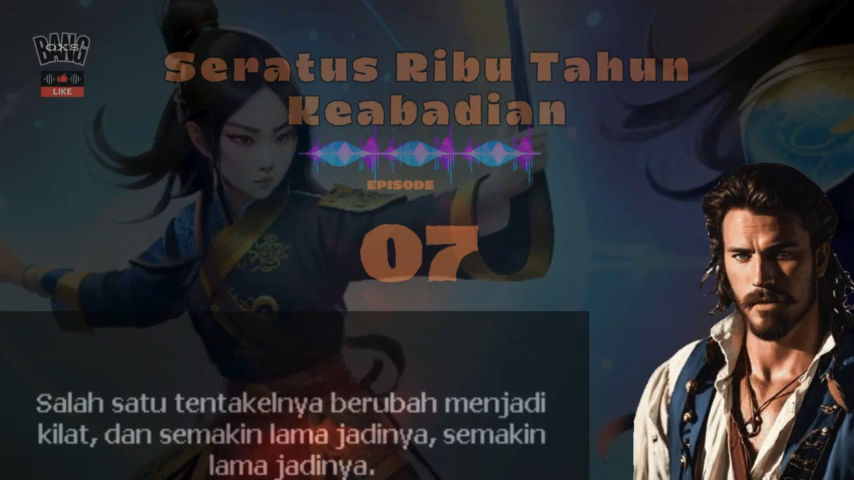 BANG
OXS
LIKE
Seratus Ribu Tahun
Keabadian
EPISODE
07
Salah satu tentakelnya berubah menjadi
kilat, dan semakin lama jadinya, semakin
lama jadinya.